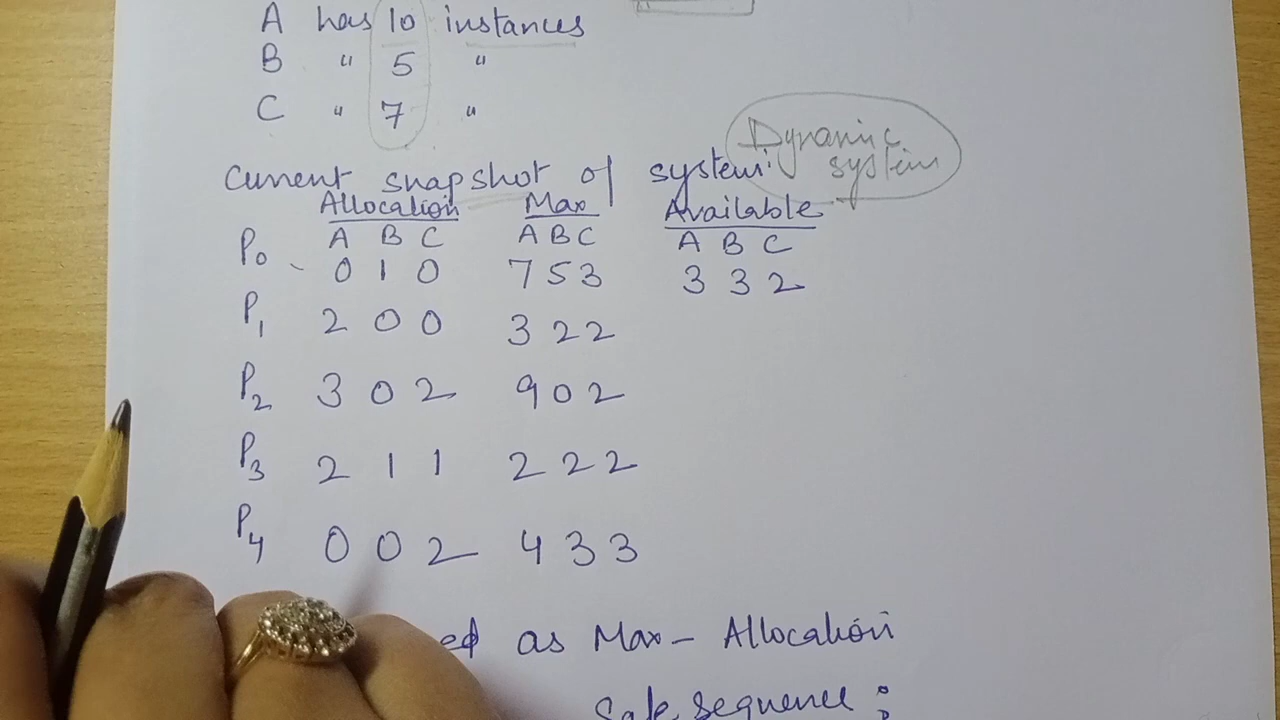 A has 10 instances
B " 5 "
C " 7 "
Dynamic system
Current snapshot of system:
Allocation Max Available
P0 A B C A B C A B C
0 1 0 7 5 3 3 3 2
P1 2 0 0 3 2 2
P2 3 0 2 9 0 2
P3 2 1 1 2 2 2
P4 0 0 2 4 3 3
ed as Max - Allocation
Safe sequence :